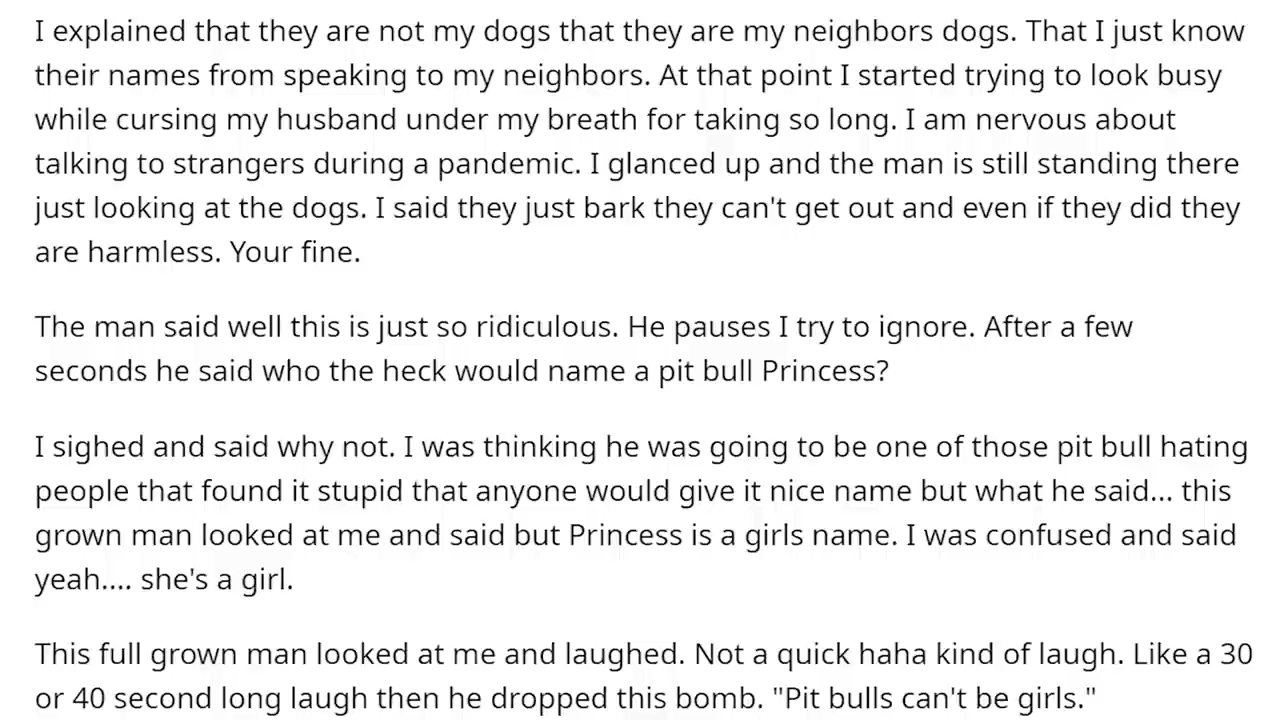 I explained that they are not my dogs that they are my neighbors dogs. That I just know
their names from speaking to my neighbors. At that point I started trying to look busy
while cursing my husband under my breath for taking so long. I am nervous about
talking to strangers during a pandemic. I glanced up and the man is still standing there
just looking at the dogs. I said they just bark they can't get out and even if they did they
are harmless. Your fine.
The man said well this is just so ridiculous. He pauses I try to ignore. After a few
seconds he said who the heck would name a pit bull Princess?
I sighed and said why not. I was thinking he was going to be one of those pit bull hating
people that found it stupid that anyone would give it nice name but what he said... this
grown man looked at me and said but Princess is a girls name. I was confused and said
yeah.... she's a girl.
This full grown man looked at me and laughed. Not a quick haha kind of laugh. Like a 30
or 40 second long laugh then he dropped this bomb. "Pit bulls can't be girls."